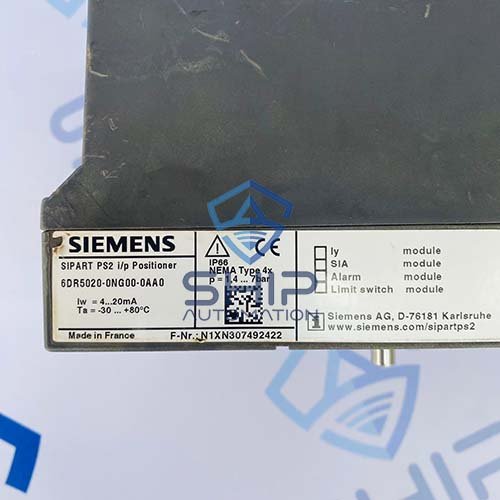 SIEMENS
SIPART PS2 i/p Positioner
6DR5020-0NG00-0AA0
Iw = 4...20mA
Ta = -30 ... +80°C
Made in France
IP66
NEMA Type 4x
p = 1,4 ... 7bar
F-Nr.: N1XN307492422
Iy module
SIA module
Alarm module
Limit switch module
Siemens AG, D-76181 Karlsruhe
www.siemens.com/sipartps2
SHIP
AUTOMATION